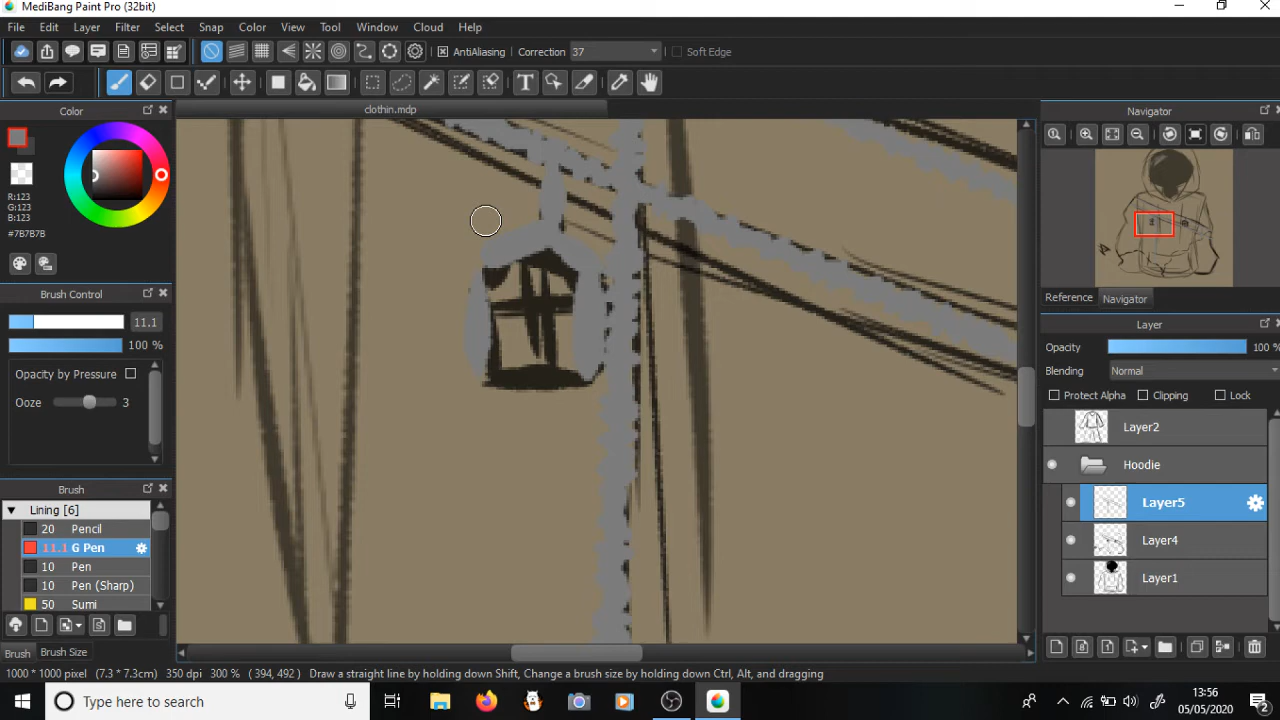 MediBang Paint Pro (32bit)
File Edit Layer Filter Select Snap Color View Tool Window Cloud Help
AntiAliasing Correction 37 Soft Edge
Color
clothin.mdp
Navigator
R:123
G:123
B:123
#7B7B7B
Brush Control
11.1
100 %
Opacity by Pressure
Ooze 3
Brush
Lining [6]
20 Pencil
11.1 G Pen
10 Pen
10 Pen (Sharp)
50 Sumi
Brush Brush Size
Reference Navigator
Layer
Opacity 100 %
Blending Normal
Protect Alpha Clipping Lock
Layer2
Hoodie
Layer5
Layer4
Layer1
1000 * 1000 pixel (7.3 * 7.3cm) 350 dpi 300 % ( 394, 492 ) Draw a straight line by holding down Shift, Change a brush size by holding down Ctrl, Alt, and dragging
Type here to search
13:56
05/05/2020
2